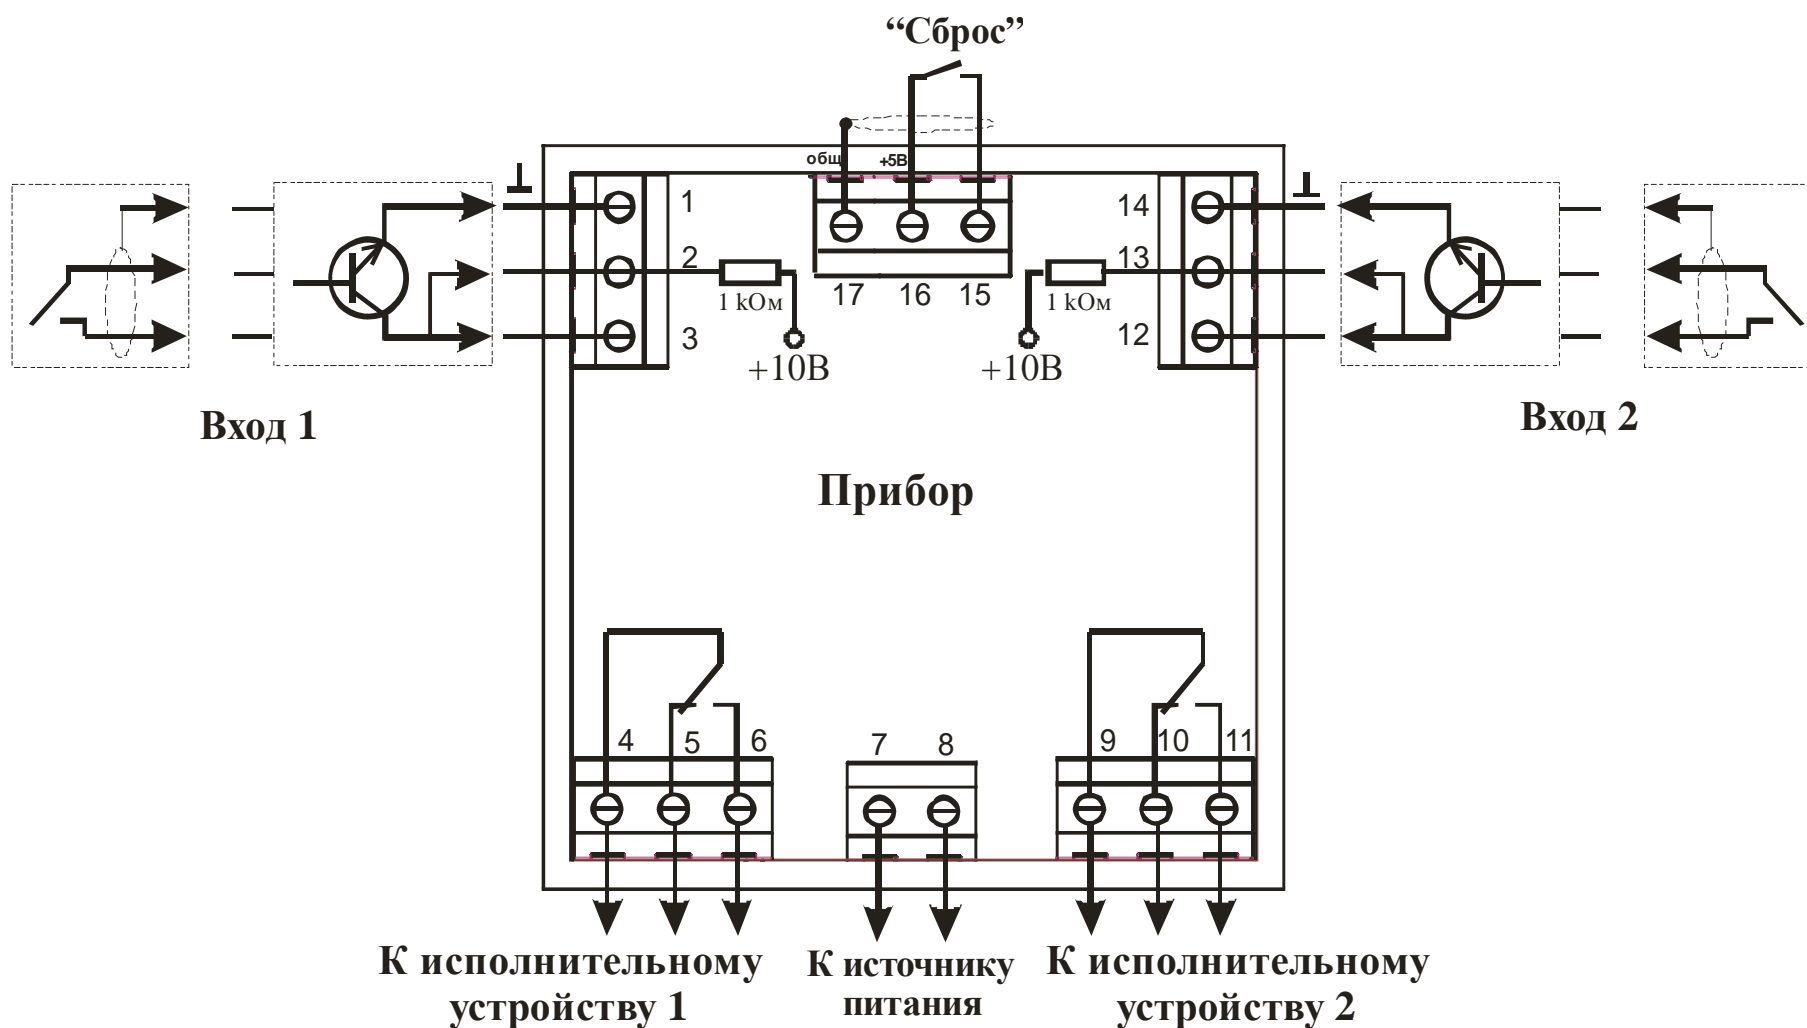 “Сброс”
общ
+5В
1
2
3
17
16
15
14
13
12
1 kОм
1 kОм
+10В
+10В
Вход 1
Вход 2
Прибор
4
5
6
7
8
9
10
11
К исполнительному
устройству 1
К источнику
питания
К исполнительному
устройству 2